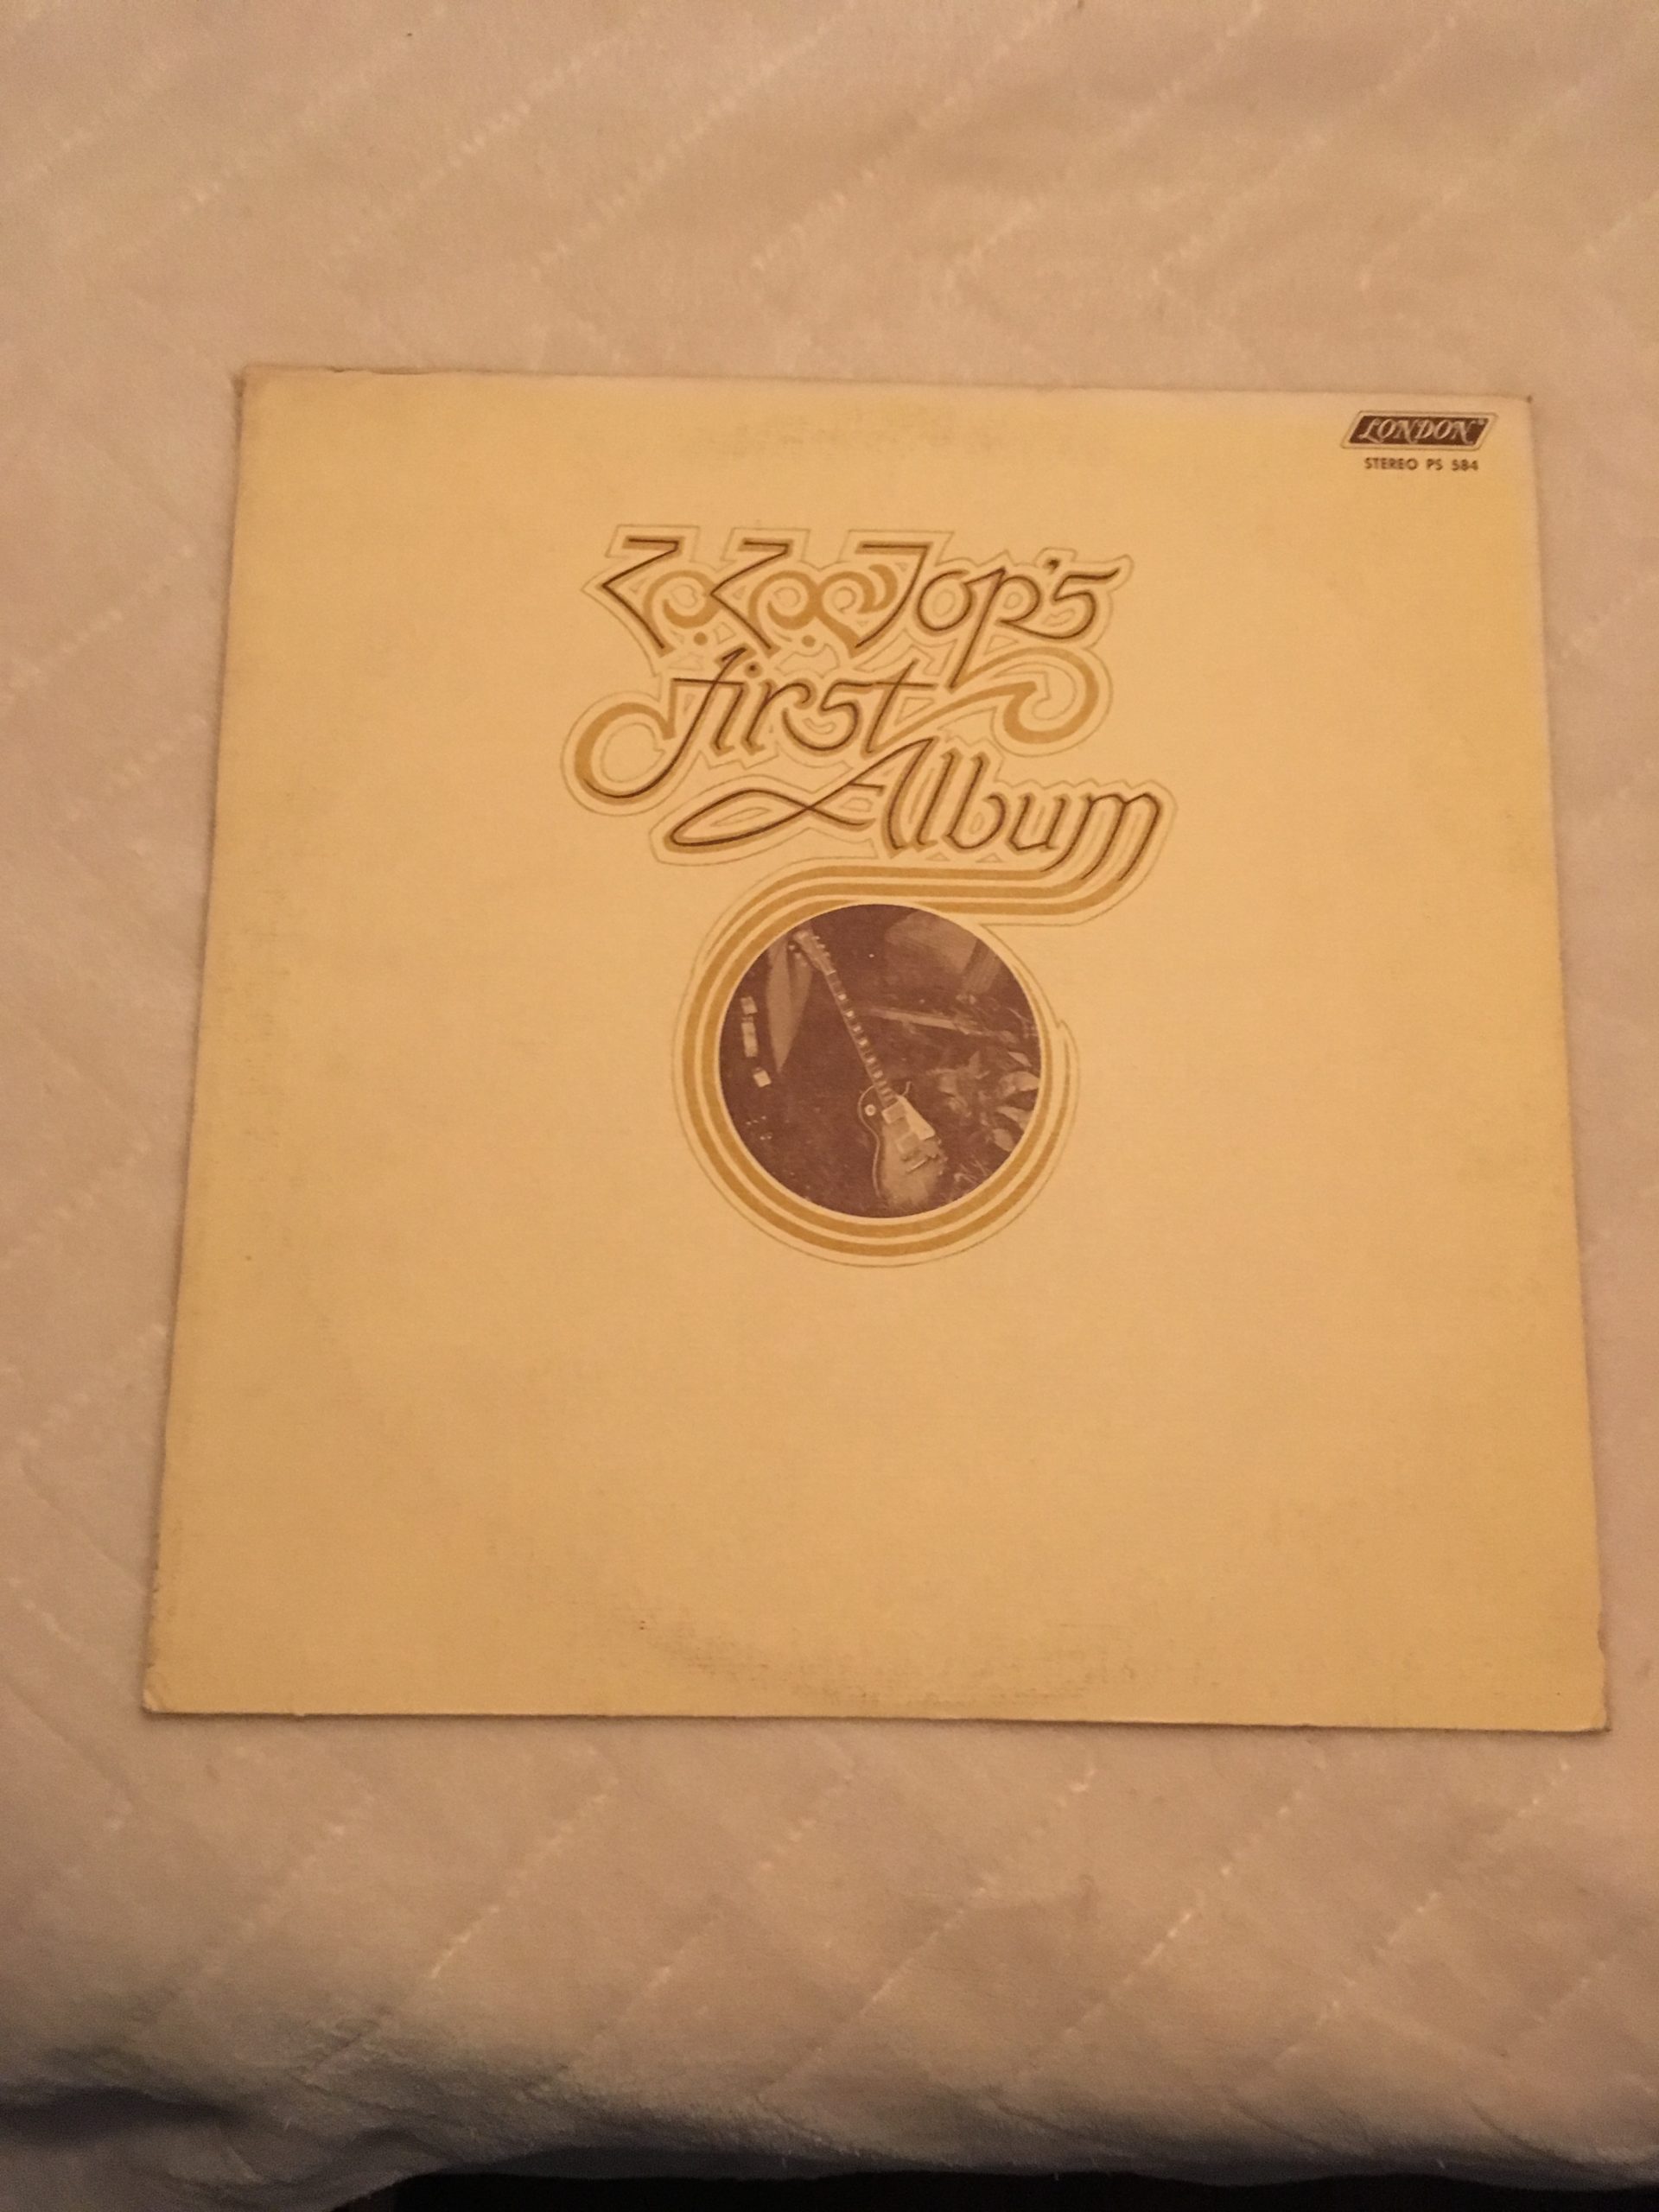 LONDON®
STEREO PS 584
Z.Z. Top's
first
Album